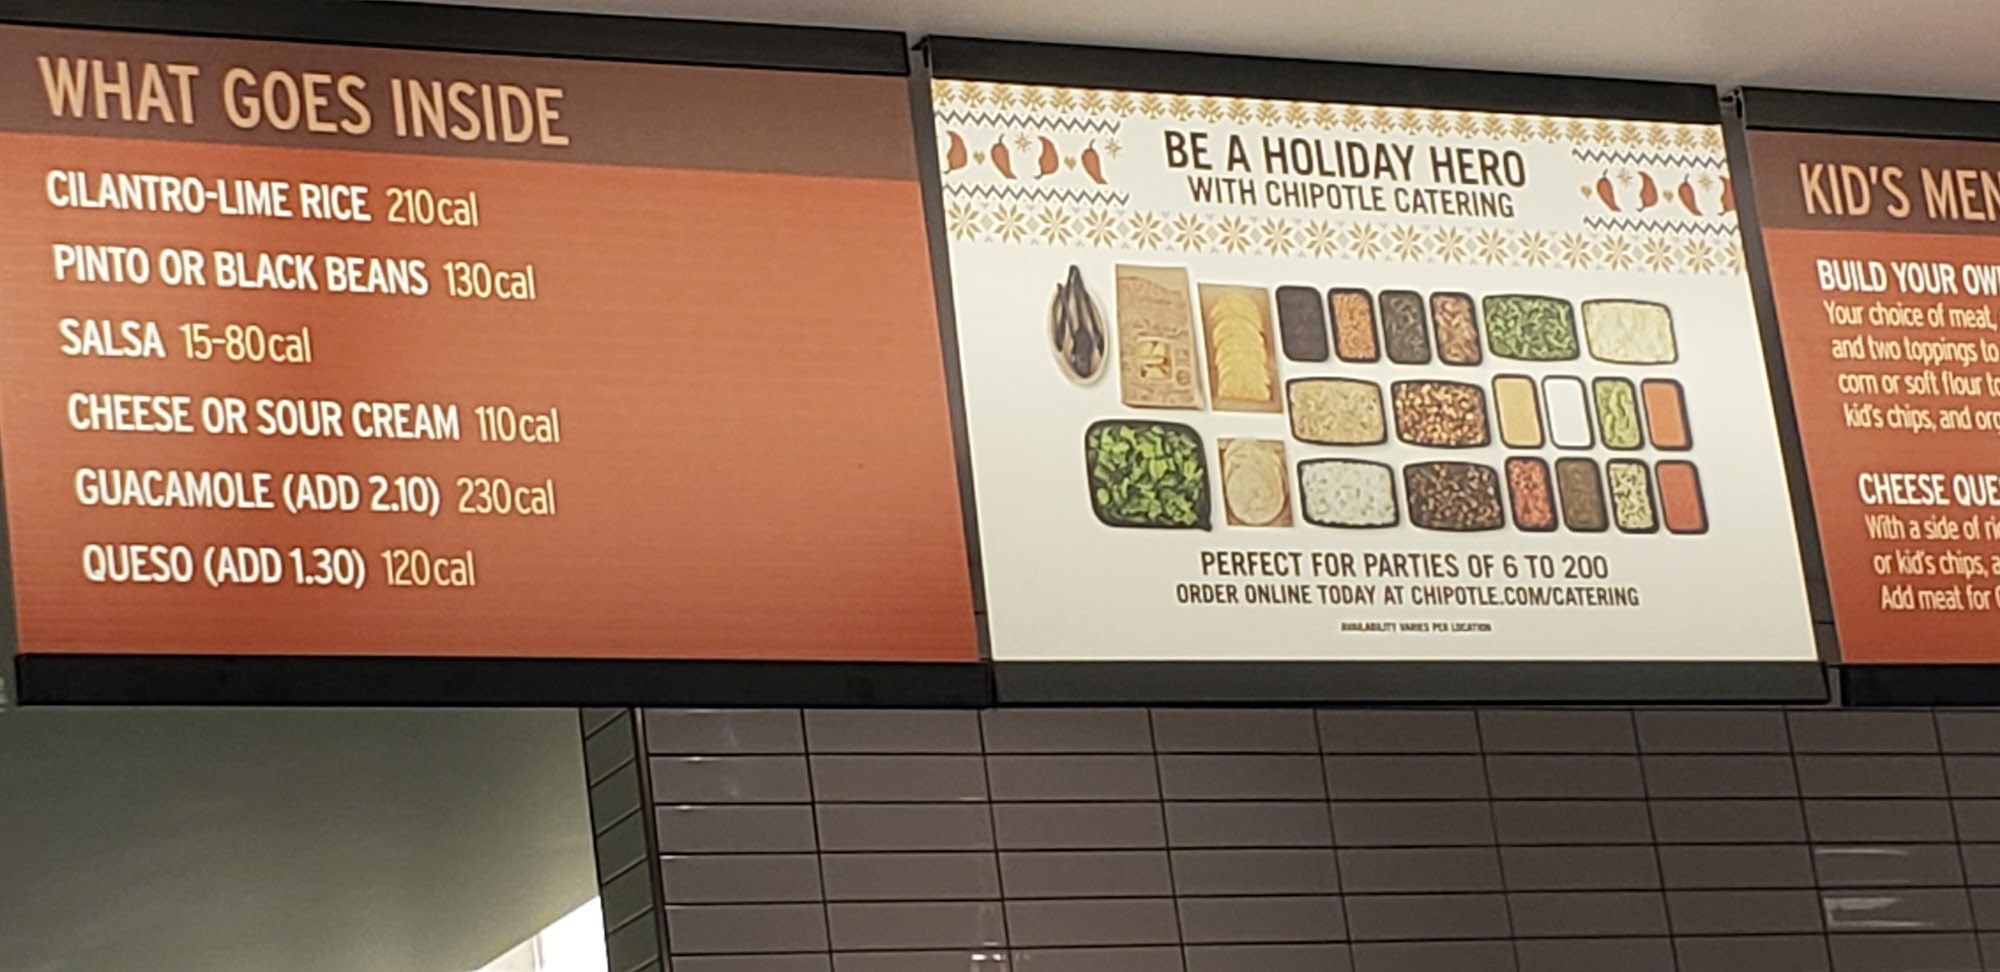 WHAT GOES INSIDE
CILANTRO-LIME RICE 210cal
PINTO OR BLACK BEANS 130cal
SALSA 15-80cal
CHEESE OR SOUR CREAM 110cal
GUACAMOLE (ADD 2.10) 230cal
QUESO (ADD 1.30) 120cal
BE A HOLIDAY HERO
WITH CHIPOTLE CATERING
PERFECT FOR PARTIES OF 6 TO 200
ORDER ONLINE TODAY AT CHIPOTLE.COM/CATERING
AVAILABILITY VARIES PER LOCATION
KID'S MEN
BUILD YOUR OW
Your choice of meat,
and two toppings to
corn or soft flour to
kid's chips, and org
CHEESE QUE
With a side of ri
or kid's chips, a
Add meat for